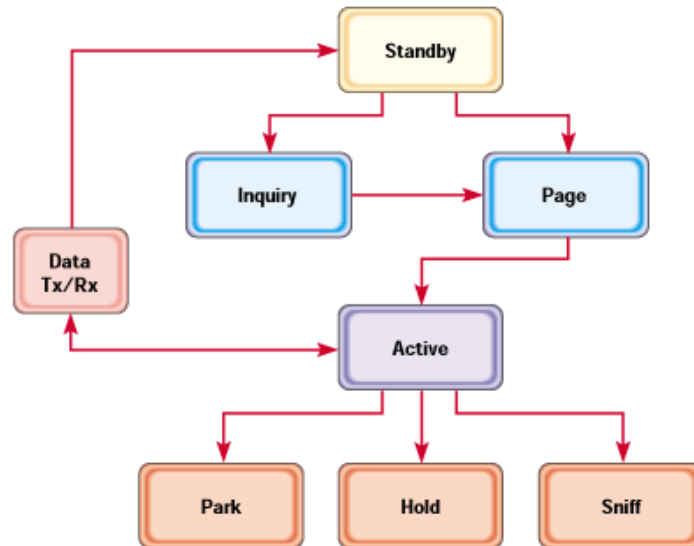 Standby
Inquiry
Page
Data
Tx/Rx
Active
Park
Hold
Sniff